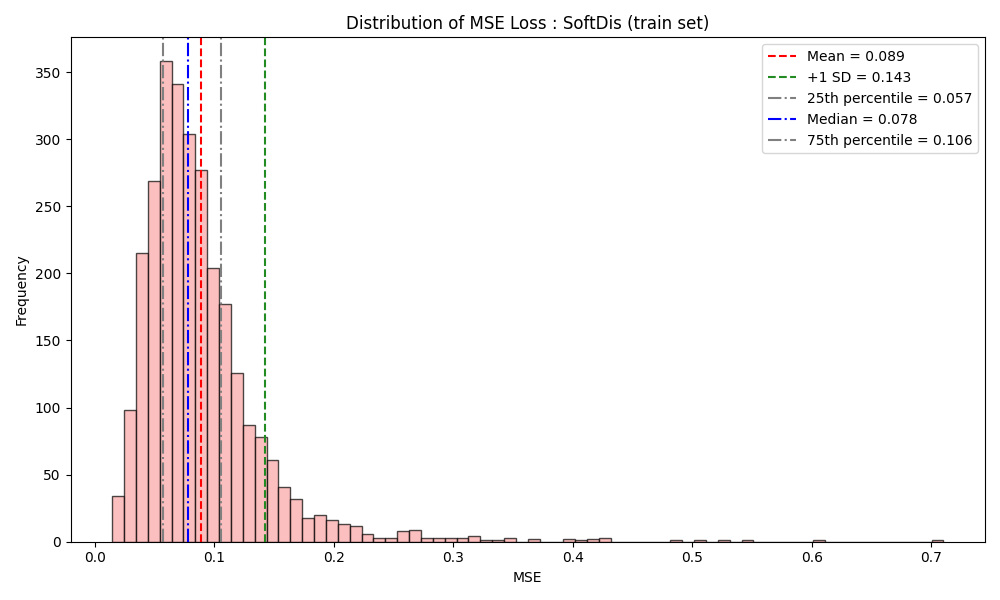 Distribution of MSE Loss : SoftDis (train set)
Mean = 0.089
+1 SD = 0.143
25th percentile = 0.057
Median = 0.078
75th percentile = 0.106
Frequency
350
300
250
200
150
100
50
0
0.0 0.1 0.2 0.3 0.4 0.5 0.6 0.7
MSE